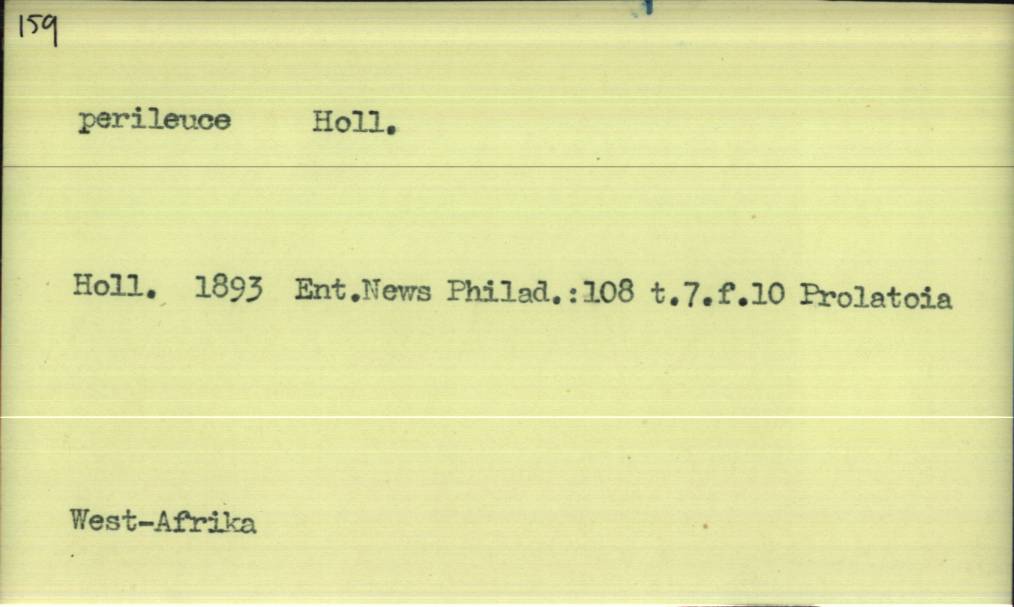 159
perileuce Holl.
Holl. 1893 Ent.News Philad.:108 t.7.f.10 Prolatoia
West-Afrika